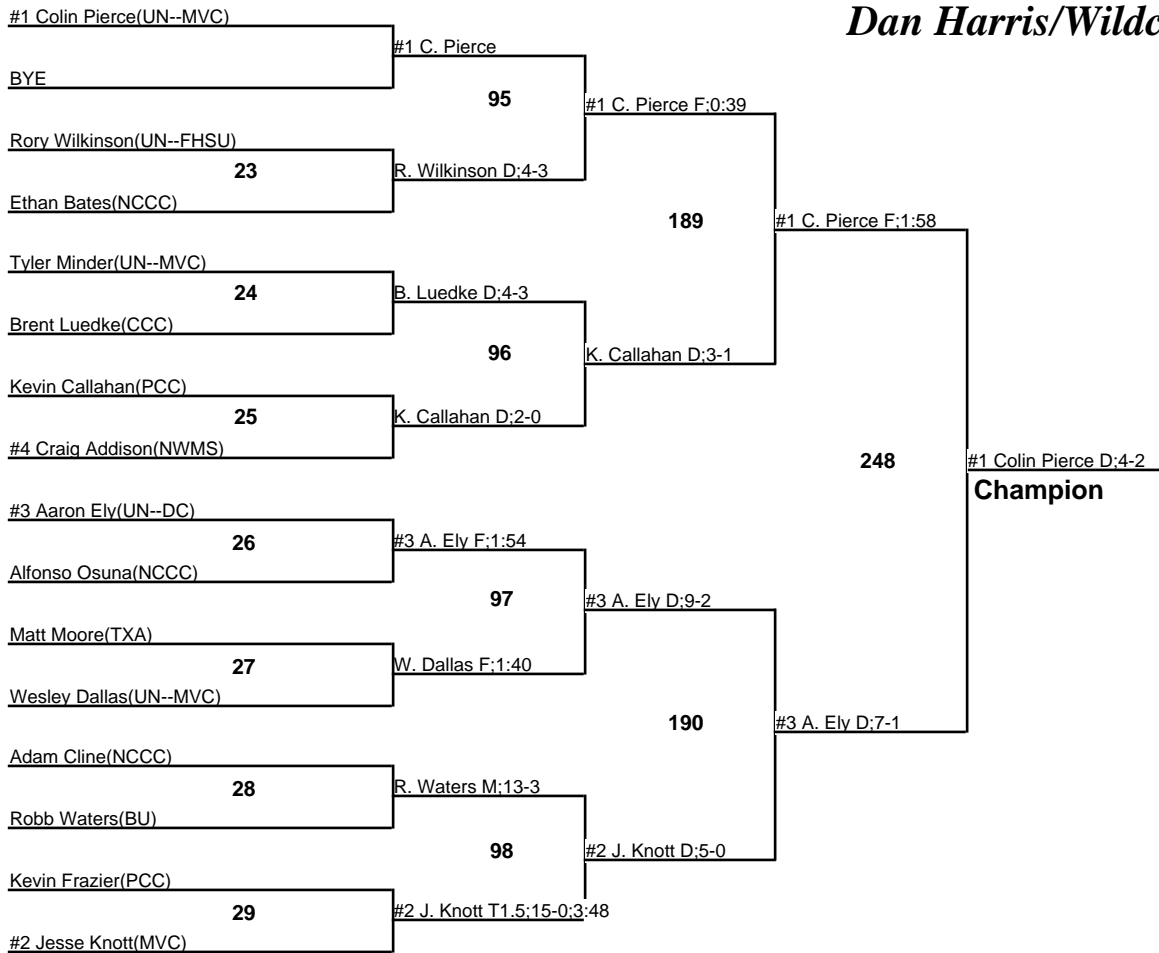 Dan Harris/Wildc
#1 Colin Pierce(UN--MVC)
#1 C. Pierce
BYE
95
#1 C. Pierce F;0:39
Rory Wilkinson(UN--FHSU)
23
R. Wilkinson D;4-3
Ethan Bates(NCCC)
189
#1 C. Pierce F;1:58
Tyler Minder(UN--MVC)
24
B. Luedke D;4-3
Brent Luedke(CCC)
96
K. Callahan D;3-1
Kevin Callahan(PCC)
25
K. Callahan D;2-0
#4 Craig Addison(NWMS)
248
#1 Colin Pierce D;4-2
Champion
#3 Aaron Ely(UN--DC)
26
#3 A. Ely F;1:54
Alfonso Osuna(NCCC)
97
#3 A. Ely D;9-2
Matt Moore(TXA)
27
W. Dallas F;1:40
Wesley Dallas(UN--MVC)
190
#3 A. Ely D;7-1
Adam Cline(NCCC)
28
R. Waters M;13-3
Robb Waters(BU)
98
#2 J. Knott D;5-0
Kevin Frazier(PCC)
29
#2 J. Knott T1.5;15-0;3:48
#2 Jesse Knott(MVC)